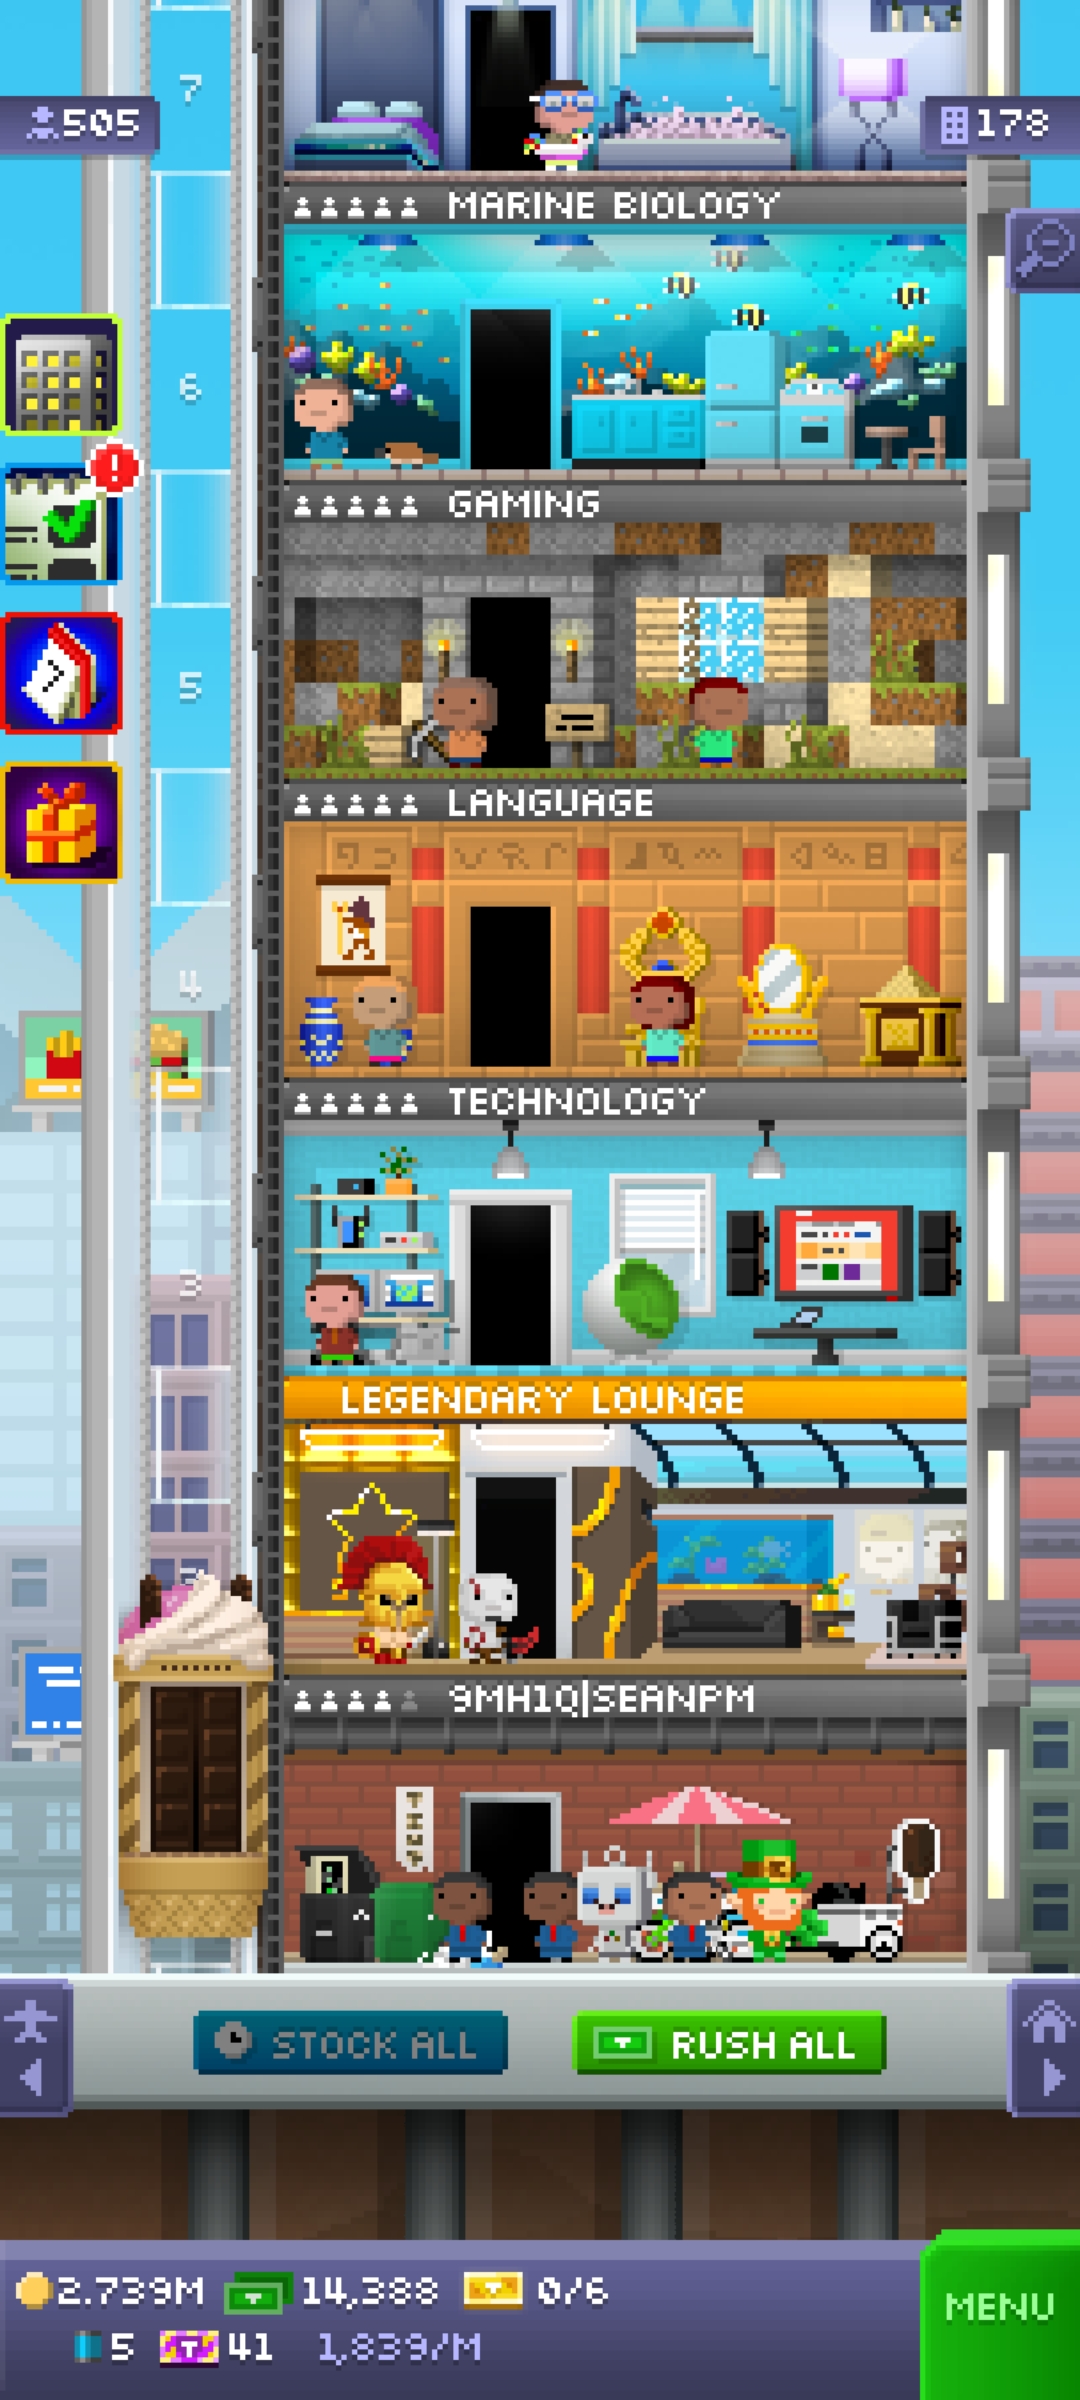 7
505
178
MARINE BIOLOGY
6
GAMING
5
LANGUAGE
4
TECHNOLOGY
3
LEGENDARY LOUNGE
2
9MH1Q|SEANPM
STOCK ALL
RUSH ALL
2.739M
14,388
0/6
5
41
1,839/M
MENU